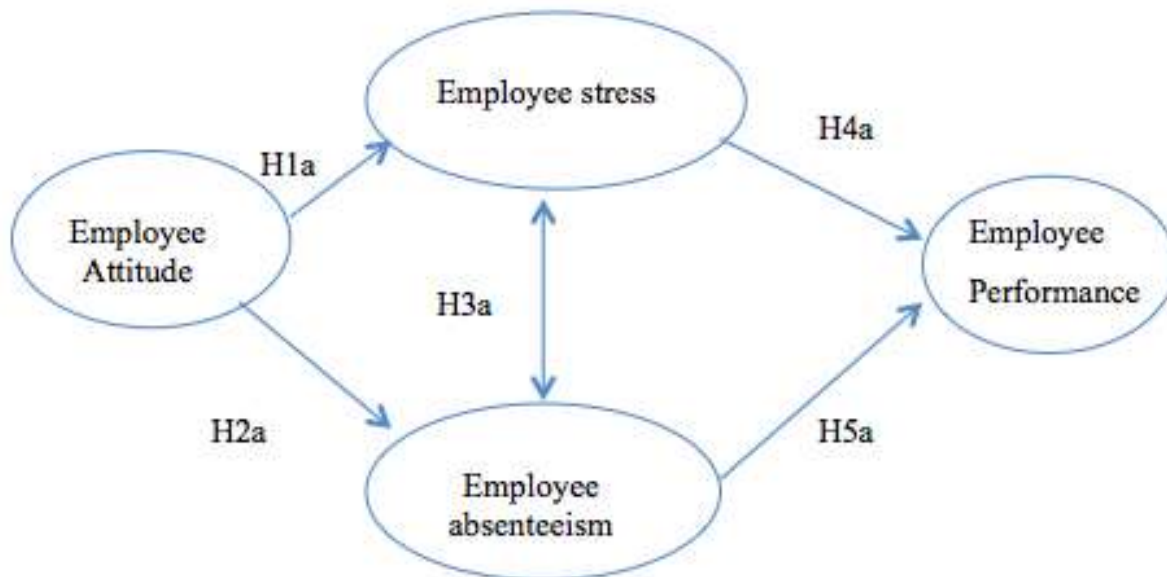 Employee stress
H4a
H1a
Employee
Attitude
Employee
Performance
H3a
H2a
H5a
Employee
absenteeism